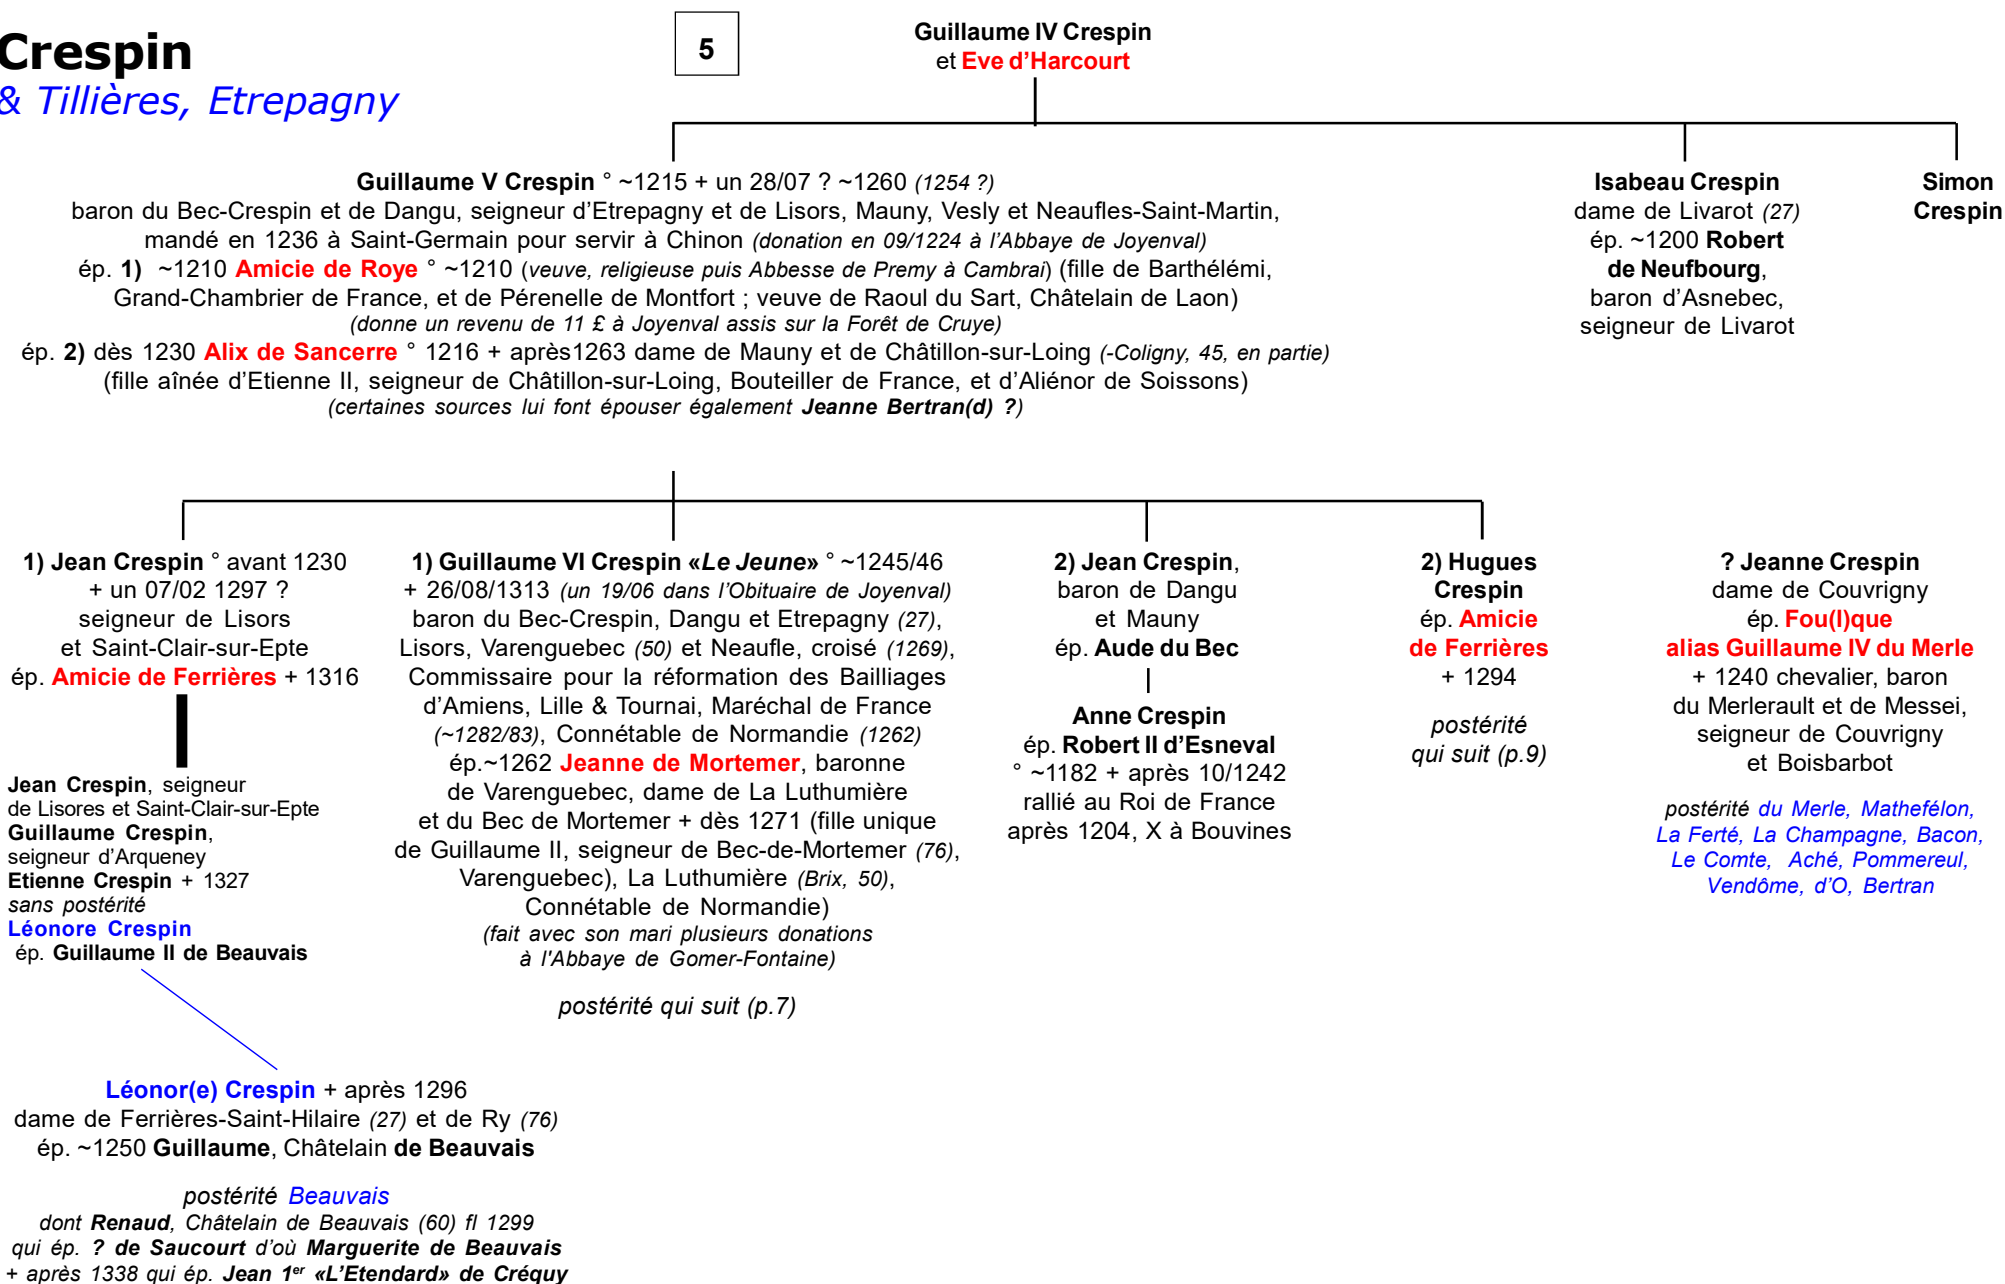 Crespin
& Tillières, Etrepagny
5
Guillaume IV Crespin
et Eve d’Harcourt
Guillaume V Crespin ° ~1215 + un 28/07 ? ~1260 (1254 ?)
baron du Bec-Crespin et de Dangu, seigneur d’Etrepagny et de Lisors, Mauny, Vesly et Neaufles-Saint-Martin,
mandé en 1236 à Saint-Germain pour servir à Chinon (donation en 09/1224 à l’Abbaye de Joyenval)
ép. 1) ~1210 Amicie de Roye ° ~1210 (veuve, religieuse puis Abbesse de Premy à Cambrai) (fille de Barthélémi,
Grand-Chambrier de France, et de Pérenelle de Montfort ; veuve de Raoul du Sart, Châtelain de Laon)
(donne un revenu de 11 £ à Joyenval assis sur la Forêt de Cruye)
ép. 2) dès 1230 Alix de Sancerre ° 1216 + après1263 dame de Mauny et de Châtillon-sur-Loing (-Coligny, 45, en partie)
(fille aînée d’Etienne II, seigneur de Châtillon-sur-Loing, Bouteiller de France, et d’Aliénor de Soissons)
(certaines sources lui font épouser également Jeanne Bertran(d) ?)
Isabeau Crespin
dame de Livarot (27)
ép. ~1200 Robert
de Neufbourg,
baron d’Asnebec,
seigneur de Livarot
Simon
Crespin
1) Jean Crespin ° avant 1230
+ un 07/02 1297 ?
seigneur de Lisors
et Saint-Clair-sur-Epte
ép. Amicie de Ferrières + 1316
Jean Crespin, seigneur
de Lisores et Saint-Clair-sur-Epte
Guillaume Crespin,
seigneur d’Arqueney
Etienne Crespin + 1327
sans postérité
Léonore Crespin
ép. Guillaume II de Beauvais
1) Guillaume VI Crespin «Le Jeune» ° ~1245/46
+ 26/08/1313 (un 19/06 dans l’Obituaire de Joyenval)
baron du Bec-Crespin, Dangu et Etrepagny (27),
Lisors, Varenguebec (50) et Neaufle, croisé (1269),
Commissaire pour la réformation des Bailliages
d’Amiens, Lille & Tournai, Maréchal de France
(~1282/83), Connétable de Normandie (1262)
ép.~1262 Jeanne de Mortemer, baronne
de Varenguebec, dame de La Luthumière
et du Bec de Mortemer + dès 1271 (fille unique
de Guillaume II, seigneur de Bec-de-Mortemer (76),
Varenguebec), La Luthumière (Brix, 50),
Connétable de Normandie)
(fait avec son mari plusieurs donations
à l'Abbaye de Gomer-Fontaine)
postérité qui suit (p.7)
2) Jean Crespin,
baron de Dangu
et Mauny
ép. Aude du Bec
Anne Crespin
ép. Robert II d’Esneval
° ~1182 + après 10/1242
rallié au Roi de France
après 1204, X à Bouvines
2) Hugues
Crespin
ép. Amicie
de Ferrières
+ 1294
postérité
qui suit (p.9)
? Jeanne Crespin
dame de Couvrigny
ép. Fou(l)que
alias Guillaume IV du Merle
+ 1240 chevalier, baron
du Merlerault et de Messei,
seigneur de Couvrigny
et Boisbarbot
postérité du Merle, Mathefélon,
La Ferté, La Champagne, Bacon,
Le Comte, Aché, Pommereul,
Vendôme, d’O, Bertran
Léonor(e) Crespin + après 1296
dame de Ferrières-Saint-Hilaire (27) et de Ry (76)
ép. ~1250 Guillaume, Châtelain de Beauvais
postérité Beauvais
dont Renaud, Châtelain de Beauvais (60) fl 1299
qui ép. ? de Saucourt d’où Marguerite de Beauvais
+ après 1338 qui ép. Jean 1er «L’Etendard» de Créquy